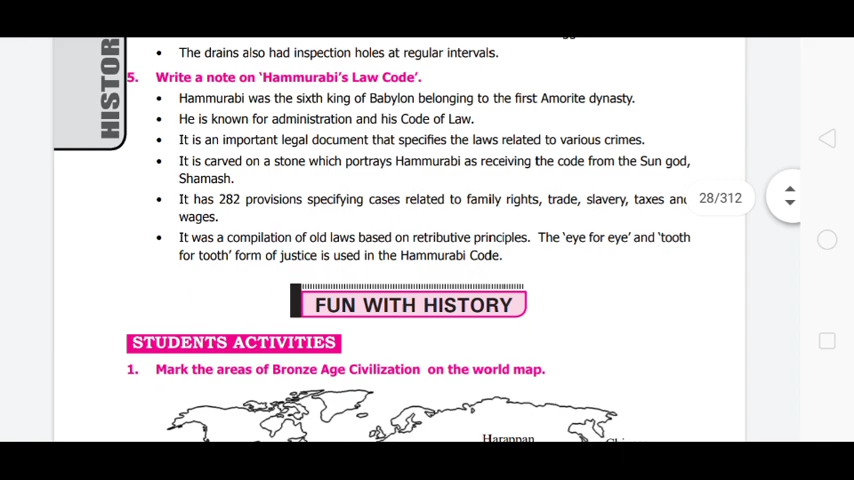 HISTOR
• The drains also had inspection holes at regular intervals.
5. Write a note on ‘Hammurabi’s Law Code’.
• Hammurabi was the sixth king of Babylon belonging to the first Amorite dynasty.
• He is known for administration and his Code of Law.
• It is an important legal document that specifies the laws related to various crimes.
• It is carved on a stone which portrays Hammurabi as receiving the code from the Sun god,
Shamash.
• It has 282 provisions specifying cases related to family rights, trade, slavery, taxes and
wages.
28/312
• It was a compilation of old laws based on retributive principles. The ‘eye for eye’ and ‘tooth
for tooth’ form of justice is used in the Hammurabi Code.
FUN WITH HISTORY
STUDENTS ACTIVITIES
1. Mark the areas of Bronze Age Civilization on the world map.
Harappan